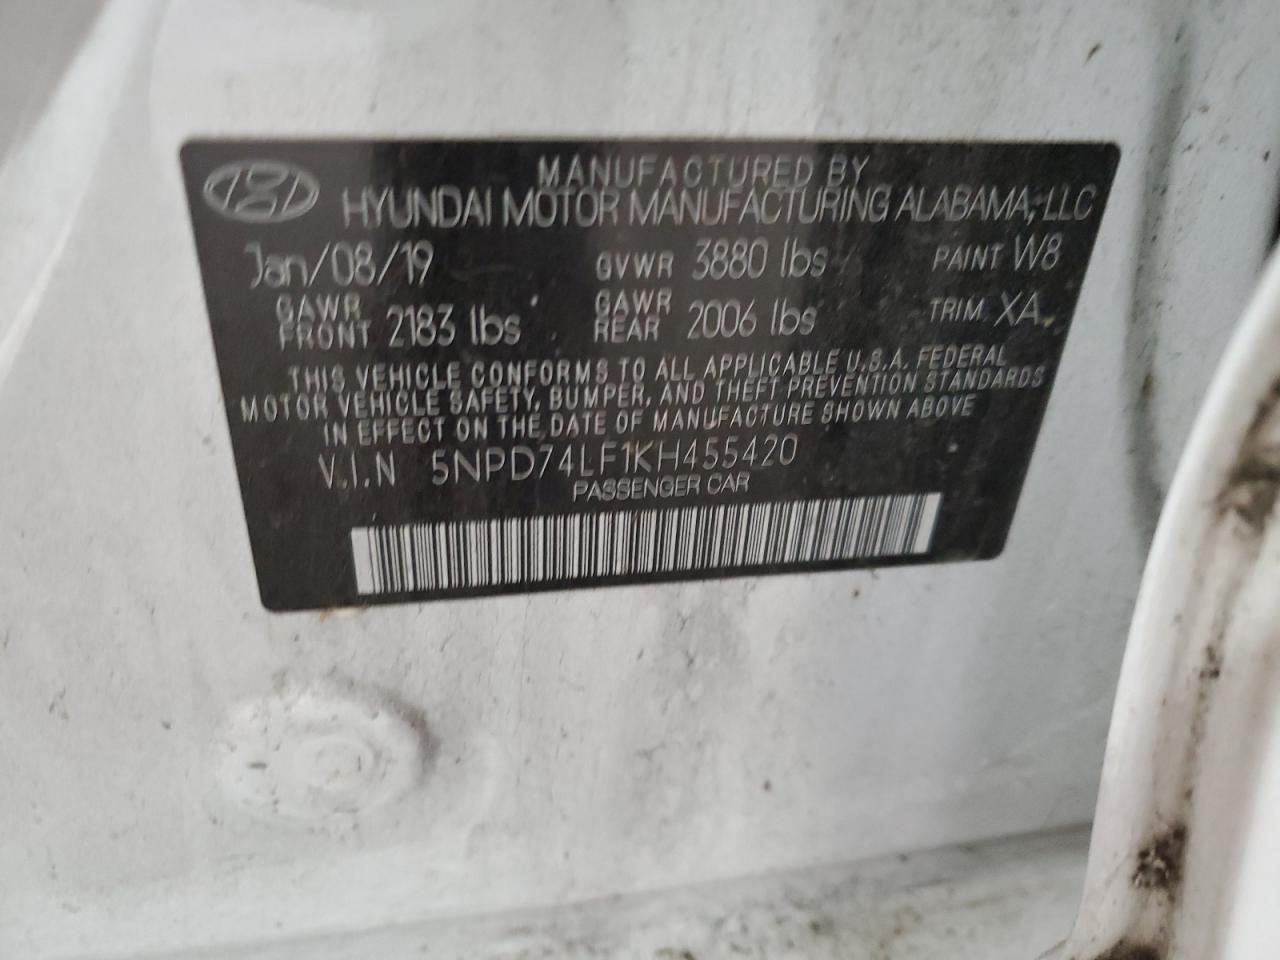 MANUFACTURED BY
HYUNDAI MOTOR MANUFACTURING ALABAMA, LLC
Jan/08/19 GVWR 3880 lbs PAINT W8
GAWR FRONT 2183 lbs GAWR REAR 2006 lbs TRIM XA
THIS VEHICLE CONFORMS TO ALL APPLICABLE U.S.A. FEDERAL
MOTOR VEHICLE SAFETY, BUMPER, AND THEFT PREVENTION STANDARDS
IN EFFECT ON THE DATE OF MANUFACTURE SHOWN ABOVE
V.I.N 5NPD74LF1KH455420
PASSENGER CAR